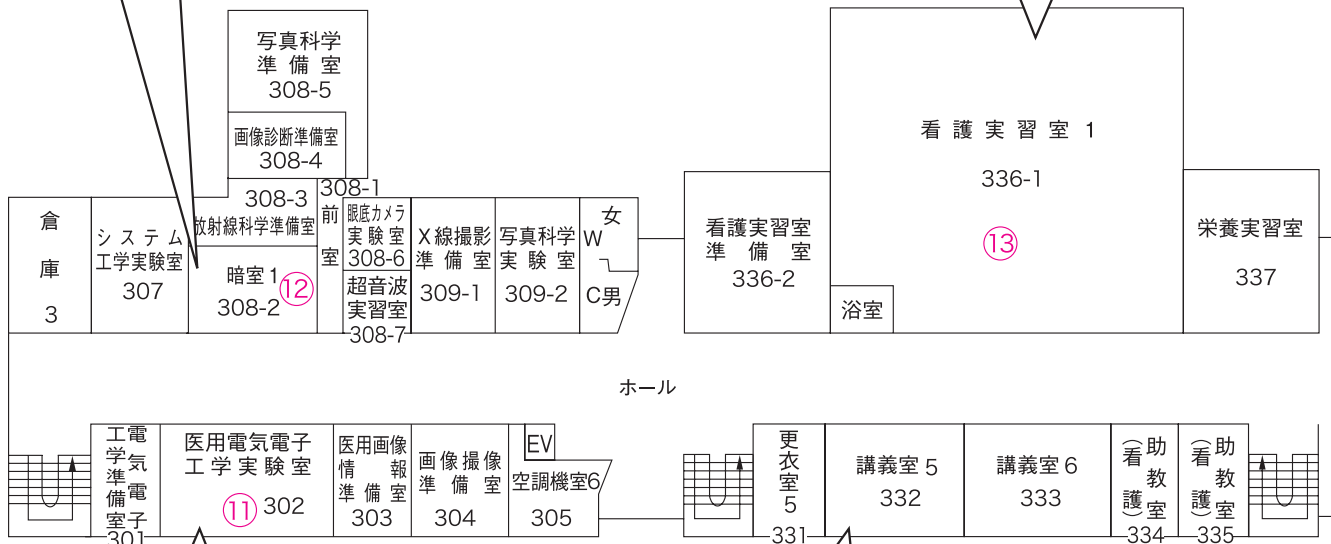 写真科学
準備室
308-5
画像診断準備室
308-4
308-3
放射線科学準備室
308-1
前室
倉庫3
システム
工学実験室
307
暗室1
⑫
308-2
眼底カメラ
実験室
308-6
超音波
実習室
308-7
X線撮影
準備室
309-1
写真科学
実験室
309-2
女
W
C男
看護実習室
準備室
336-2
看護実習室1
336-1
⑬
浴室
栄養実習室
337
ホール
電気電子
工学準備室
301
医用電気電子
工学実験室
⑪ 302
医用画像
情報
準備室
303
画像撮像
準備室
304
EV
空調機室6
305
更衣室5
331
講義室5
332
講義室6
333
助教室
(看護)
334
助教室
(看護)
335